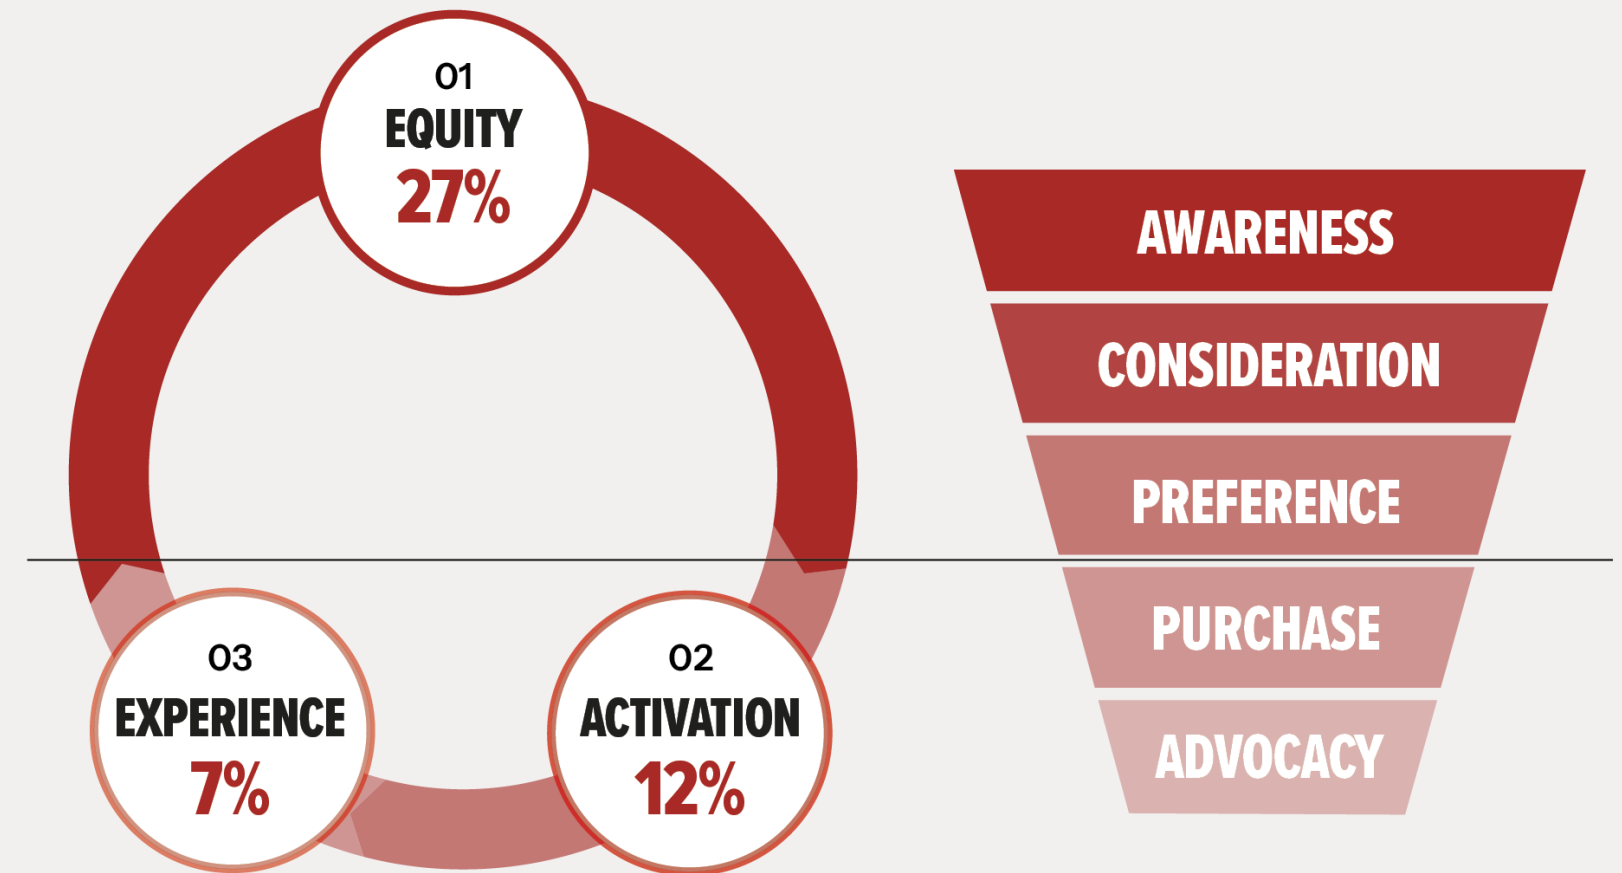 01
EQUITY
27%
03
EXPERIENCE
7%
02
ACTIVATION
12%
AWARENESS
CONSIDERATION
PREFERENCE
PURCHASE
ADVOCACY